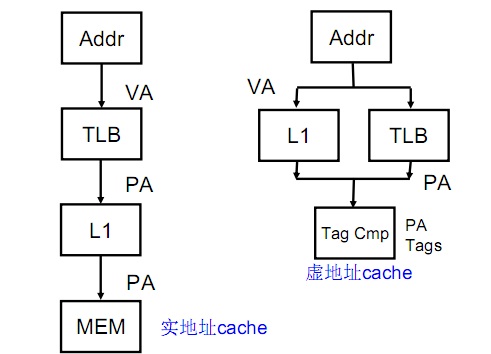 Addr
VA
TLB
PA
L1
PA
MEM
实地址cache
Addr
VA
L1
TLB
PA
Tag Cmp
PA
Tags
虚地址cache